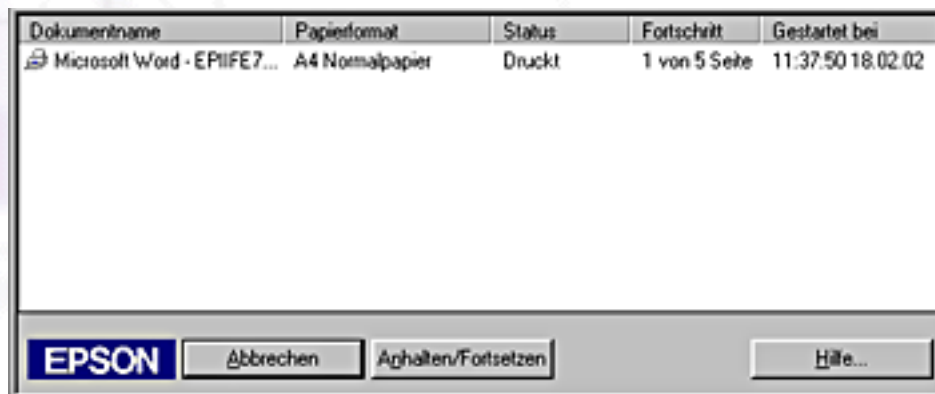 Dokumentname Papierformat Status Fortschritt Gestartet bei
Microsoft Word - EPIIFE7... A4 Normalpapier Druckt 1 von 5 Seite 11:37:50 18.02.02
EPSON Abbrechen Anhalten/Fortsetzen Hilfe...